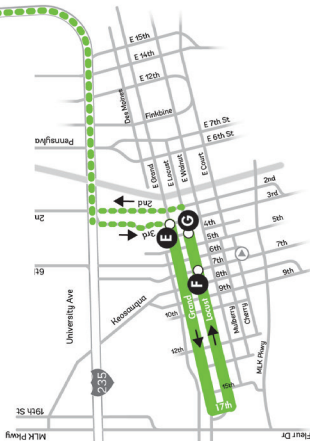 E 15th
E 14th
E 12th
Des Moines
Finkbine
E 7th St
E 6th St
Pennsylva
E Grand
E Locust
E Walnut
E Court
2nd
3rd
2nd
2n
3rd
E
G
4th
5th
5th
6th
7th
7th
8th
9th
9th
F
6t
Keosauqua
University Ave
10th
Grand
Locust
Mulberry
Cherry
12th
MLK Pkwy
235
15th
17th
19th St
MLK Pkwy
Fleur Dr